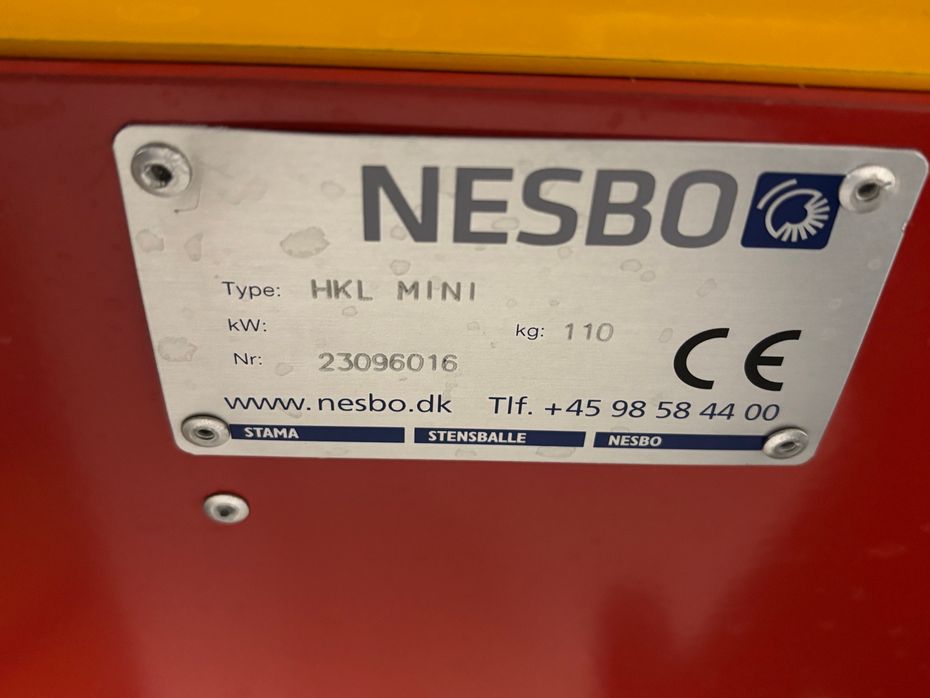 NESBO
Type: HKL MINI
kW:
kg: 110
Nr: 23096016
CE
www.nesbo.dk Tlf. +45 98 58 44 00
STAMA STENSBALLE NESBO